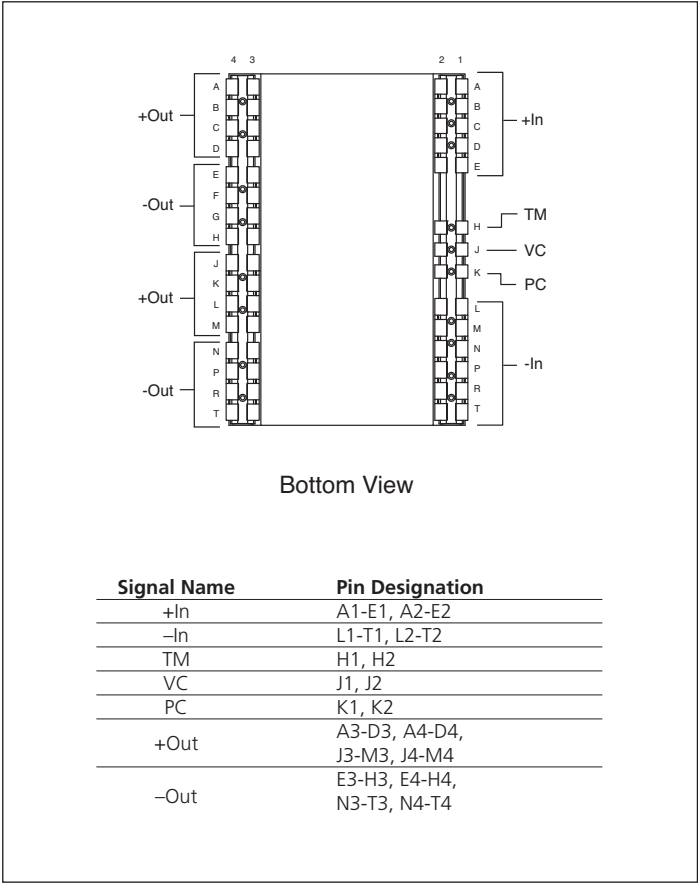 4 3 2 1
A A
B B
+Out +In
C C
D D
E E
F
-Out
G
H H TM
J J VC
K K PC
+Out
L L
M M
N N
P P -In
-Out
R R
T T
Bottom View
Signal Name Pin Designation
+In A1-E1, A2-E2
–In L1-T1, L2-T2
TM H1, H2
VC J1, J2
PC K1, K2
+Out A3-D3, A4-D4,
J3-M3, J4-M4
–Out E3-H3, E4-H4,
N3-T3, N4-T4